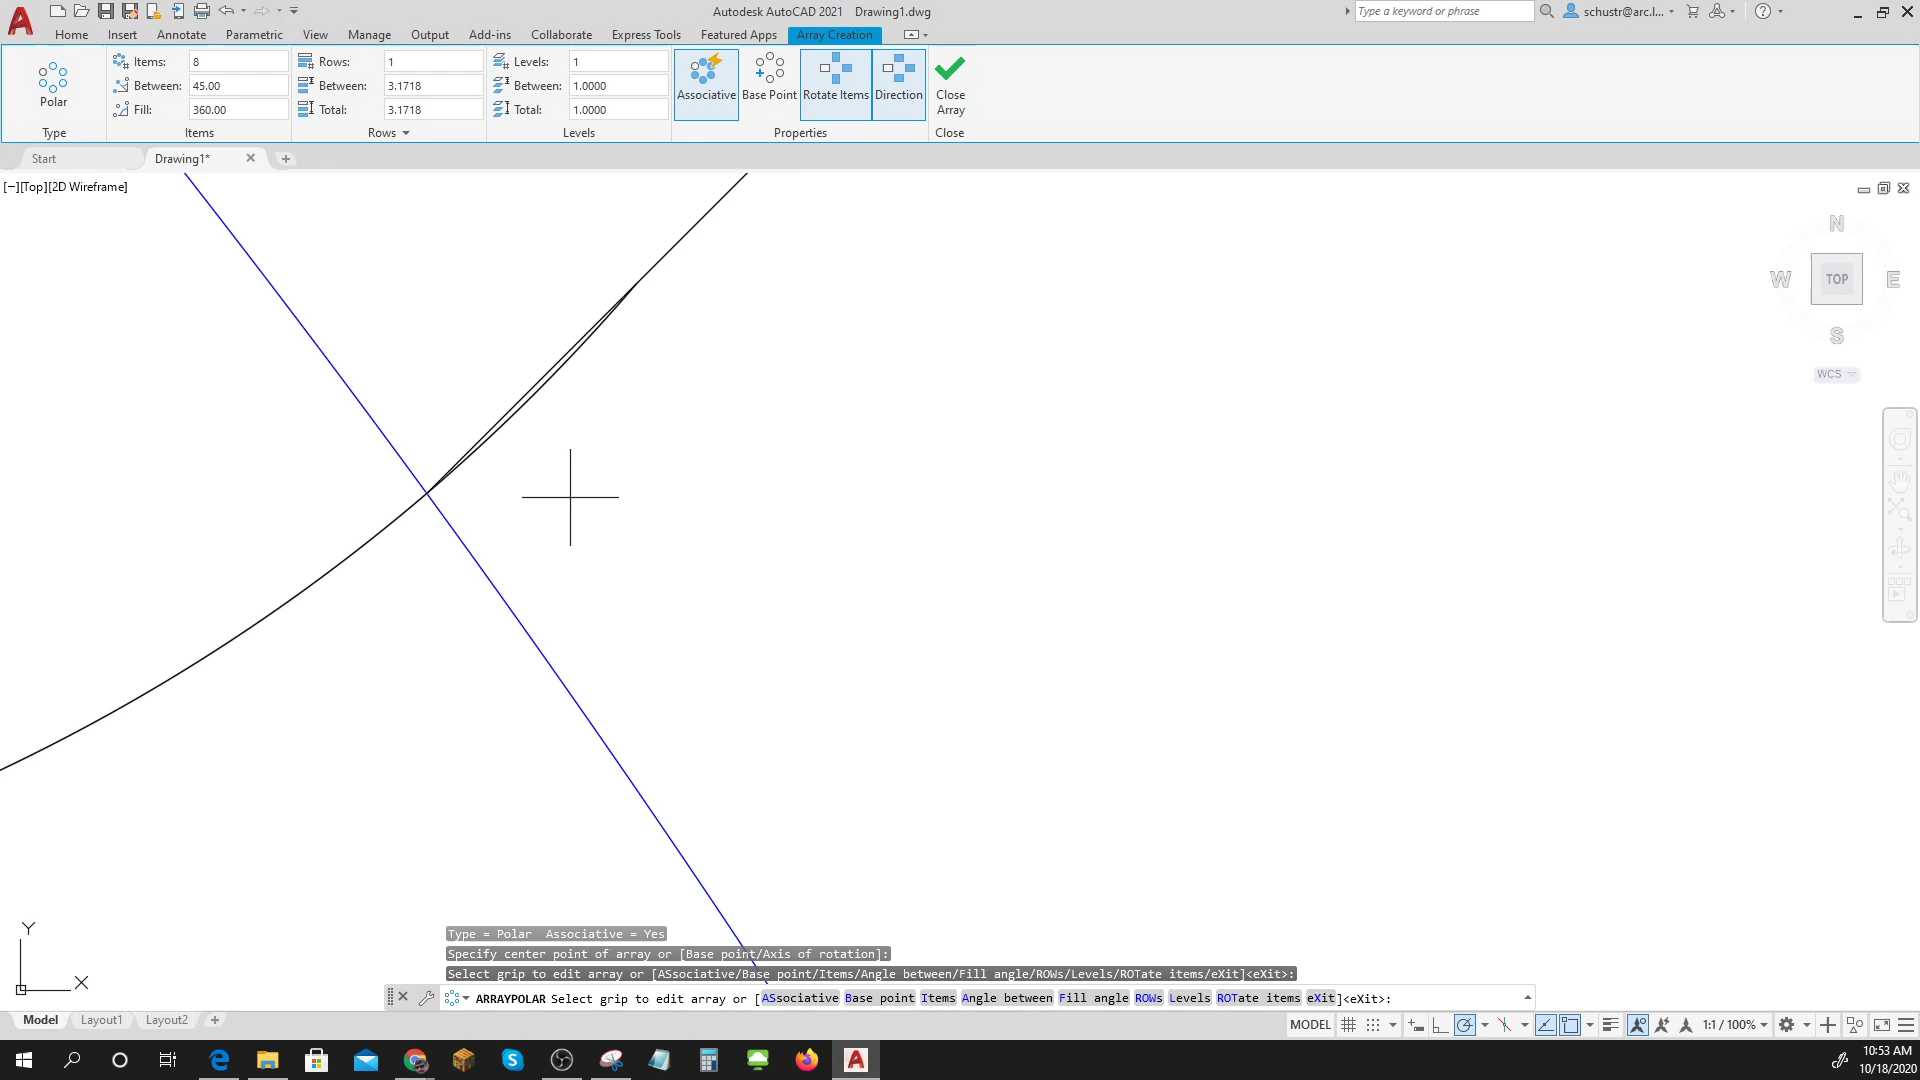 Autodesk AutoCAD 2021 Drawing1.dwg
Type a keyword or phrase
schustr@arc.l...
Home Insert Annotate Parametric View Manage Output Add-ins Collaborate Express Tools Featured Apps Array Creation
Polar
Type
Items: 8
Between: 45.00
Fill: 360.00
Items
Rows: 1
Between: 3.1718
Total: 3.1718
Rows
Levels: 1
Between: 1.0000
Total: 1.0000
Levels
Associative Base Point Rotate Items Direction
Properties
Close
Array
Close
Start Drawing1*
[−][Top][2D Wireframe]
N
W TOP E
S
WCS
Y
X
Type = Polar Associative = Yes
Specify center point of array or [Base point/Axis of rotation]:
Select grip to edit array or [ASsociative/Base point/Items/Angle between/Fill angle/ROWs/Levels/ROTate items/eXit]<eXit>:
ARRAYPOLAR Select grip to edit array or [ASsociative Base point Items Angle between Fill angle ROWs Levels ROTate items eXit]<eXit>:
Model Layout1 Layout2
MODEL 1:1 / 100%
10:53 AM
10/18/2020